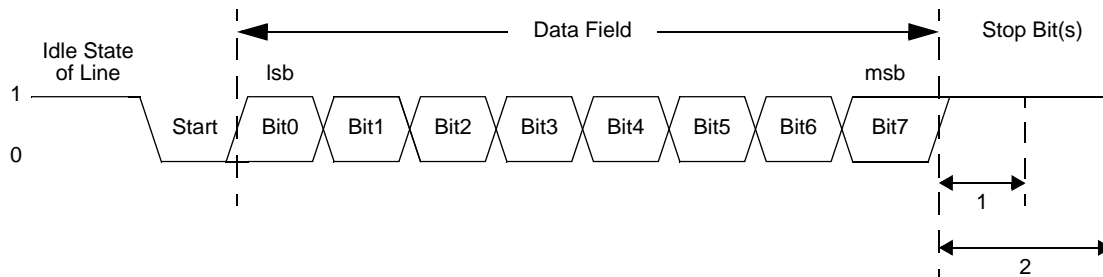 Data Field
Stop Bit(s)
Idle State
of Line
lsb
msb
1
Start
Bit0
Bit1
Bit2
Bit3
Bit4
Bit5
Bit6
Bit7
0
1
2